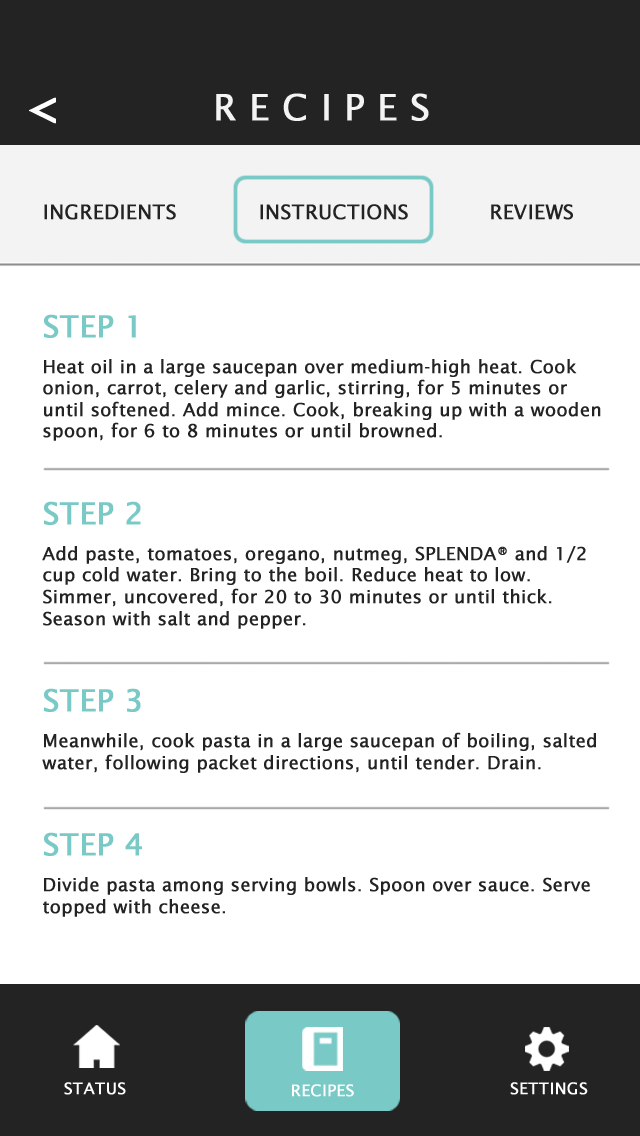 <
RECIPES
INGREDIENTS
INSTRUCTIONS
REVIEWS
STEP 1
Heat oil in a large saucepan over medium-high heat. Cook
onion, carrot, celery and garlic, stirring, for 5 minutes or
until softened. Add mince. Cook, breaking up with a wooden
spoon, for 6 to 8 minutes or until browned.
STEP 2
Add paste, tomatoes, oregano, nutmeg, SPLENDA® and 1/2
cup cold water. Bring to the boil. Reduce heat to low.
Simmer, uncovered, for 20 to 30 minutes or until thick.
Season with salt and pepper.
STEP 3
Meanwhile, cook pasta in a large saucepan of boiling, salted
water, following packet directions, until tender. Drain.
STEP 4
Divide pasta among serving bowls. Spoon over sauce. Serve
topped with cheese.
STATUS
RECIPES
SETTINGS